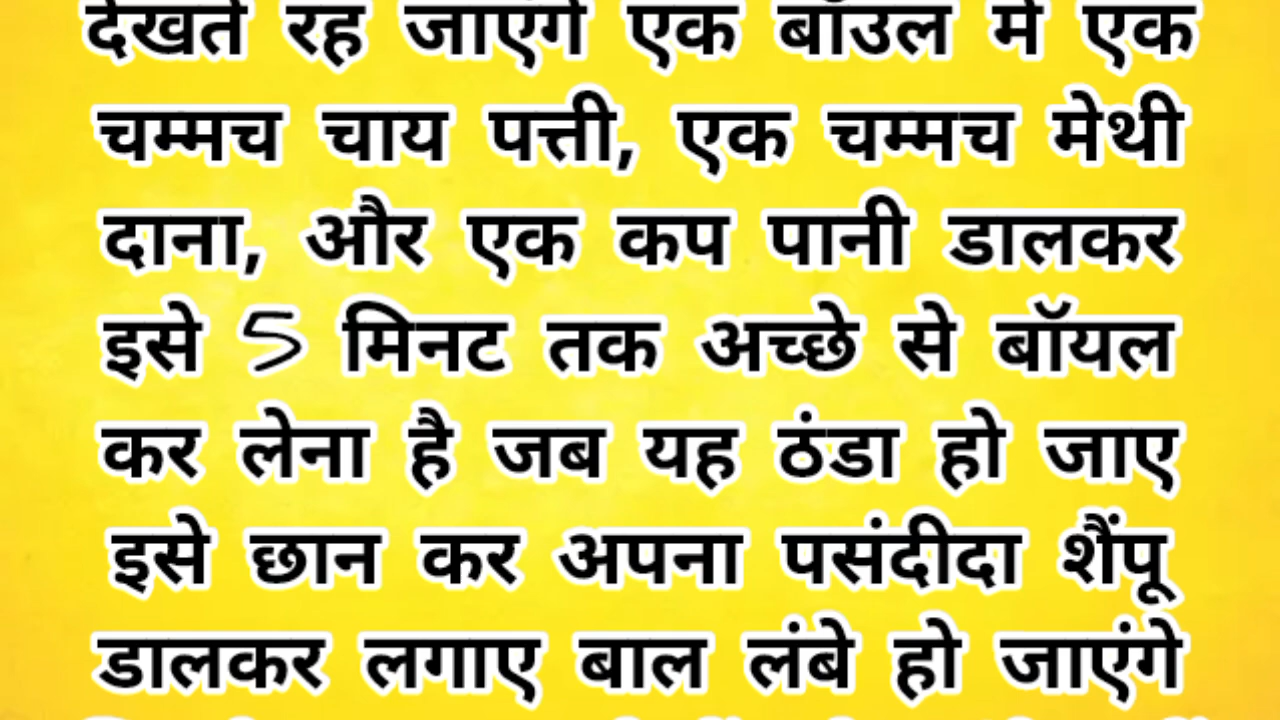 देखते रह जाएंगे एक बॉउल में एक
चम्मच चाय पत्ती, एक चम्मच मेथी
दाना, और एक कप पानी डालकर
इसे 5 मिनट तक अच्छे से बॉयल
कर लेना है जब यह ठंडा हो जाए
इसे छान कर अपना पसंदीदा शैंपू
डालकर लगाए बाल लंबे हो जाएंगे